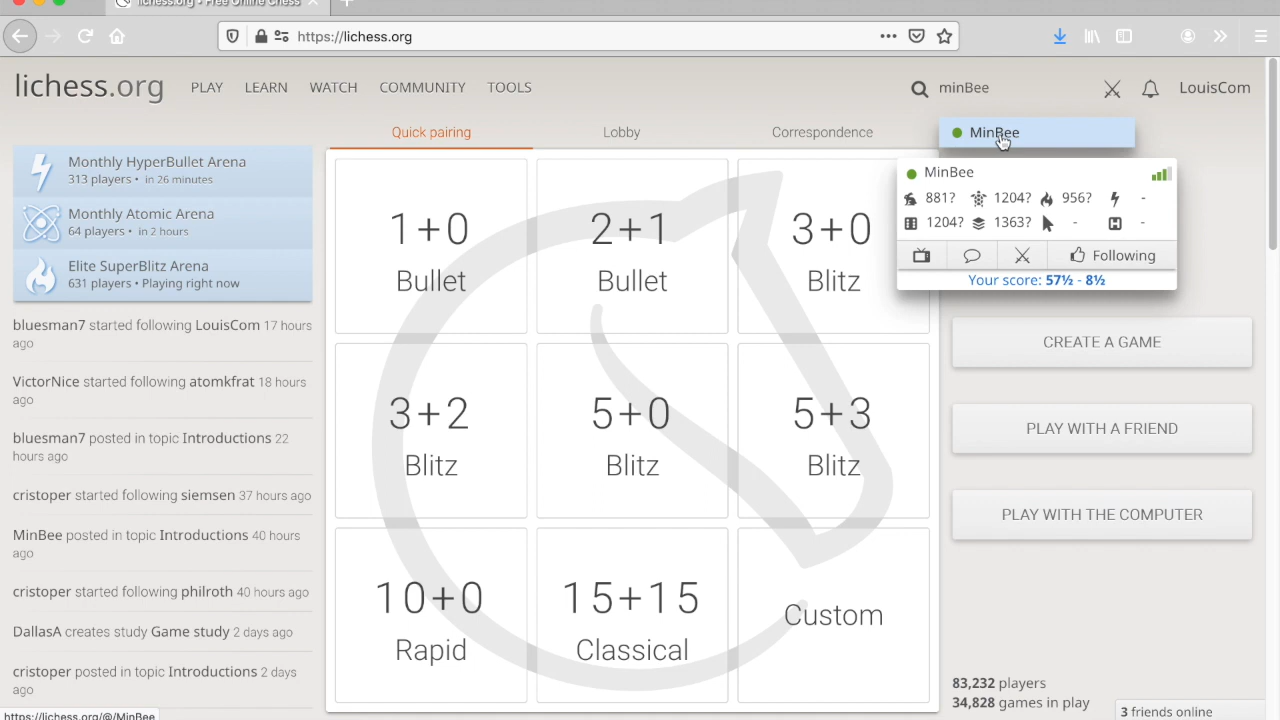 lichess.org • Free Online Chess
https://lichess.org
lichess.org PLAY LEARN WATCH COMMUNITY TOOLS minBee LouisCom
Quick pairing Lobby Correspondence
MinBee
MinBee
881? 1204? 956? -
1204? 1363? - -
Following
Your score: 57½ - 8½
Monthly HyperBullet Arena
313 players • in 26 minutes
Monthly Atomic Arena
64 players • in 2 hours
Elite SuperBlitz Arena
631 players • Playing right now
bluesman7 started following LouisCom 17 hours
ago
VictorNice started following atomkfrat 18 hours
ago
bluesman7 posted in topic Introductions 22
hours ago
cristoper started following siemsen 37 hours ago
MinBee posted in topic Introductions 40 hours
ago
cristoper started following philroth 40 hours ago
DallasA creates study Game study 2 days ago
cristoper posted in topic Introductions 2 days
ago
1+0
Bullet
2+1
Bullet
3+0
Blitz
3+2
Blitz
5+0
Blitz
5+3
Blitz
10+0
Rapid
15+15
Classical
Custom
CREATE A GAME
PLAY WITH A FRIEND
PLAY WITH THE COMPUTER
83,232 players
34,828 games in play
3 friends online
https://lichess.org/@/MinBee